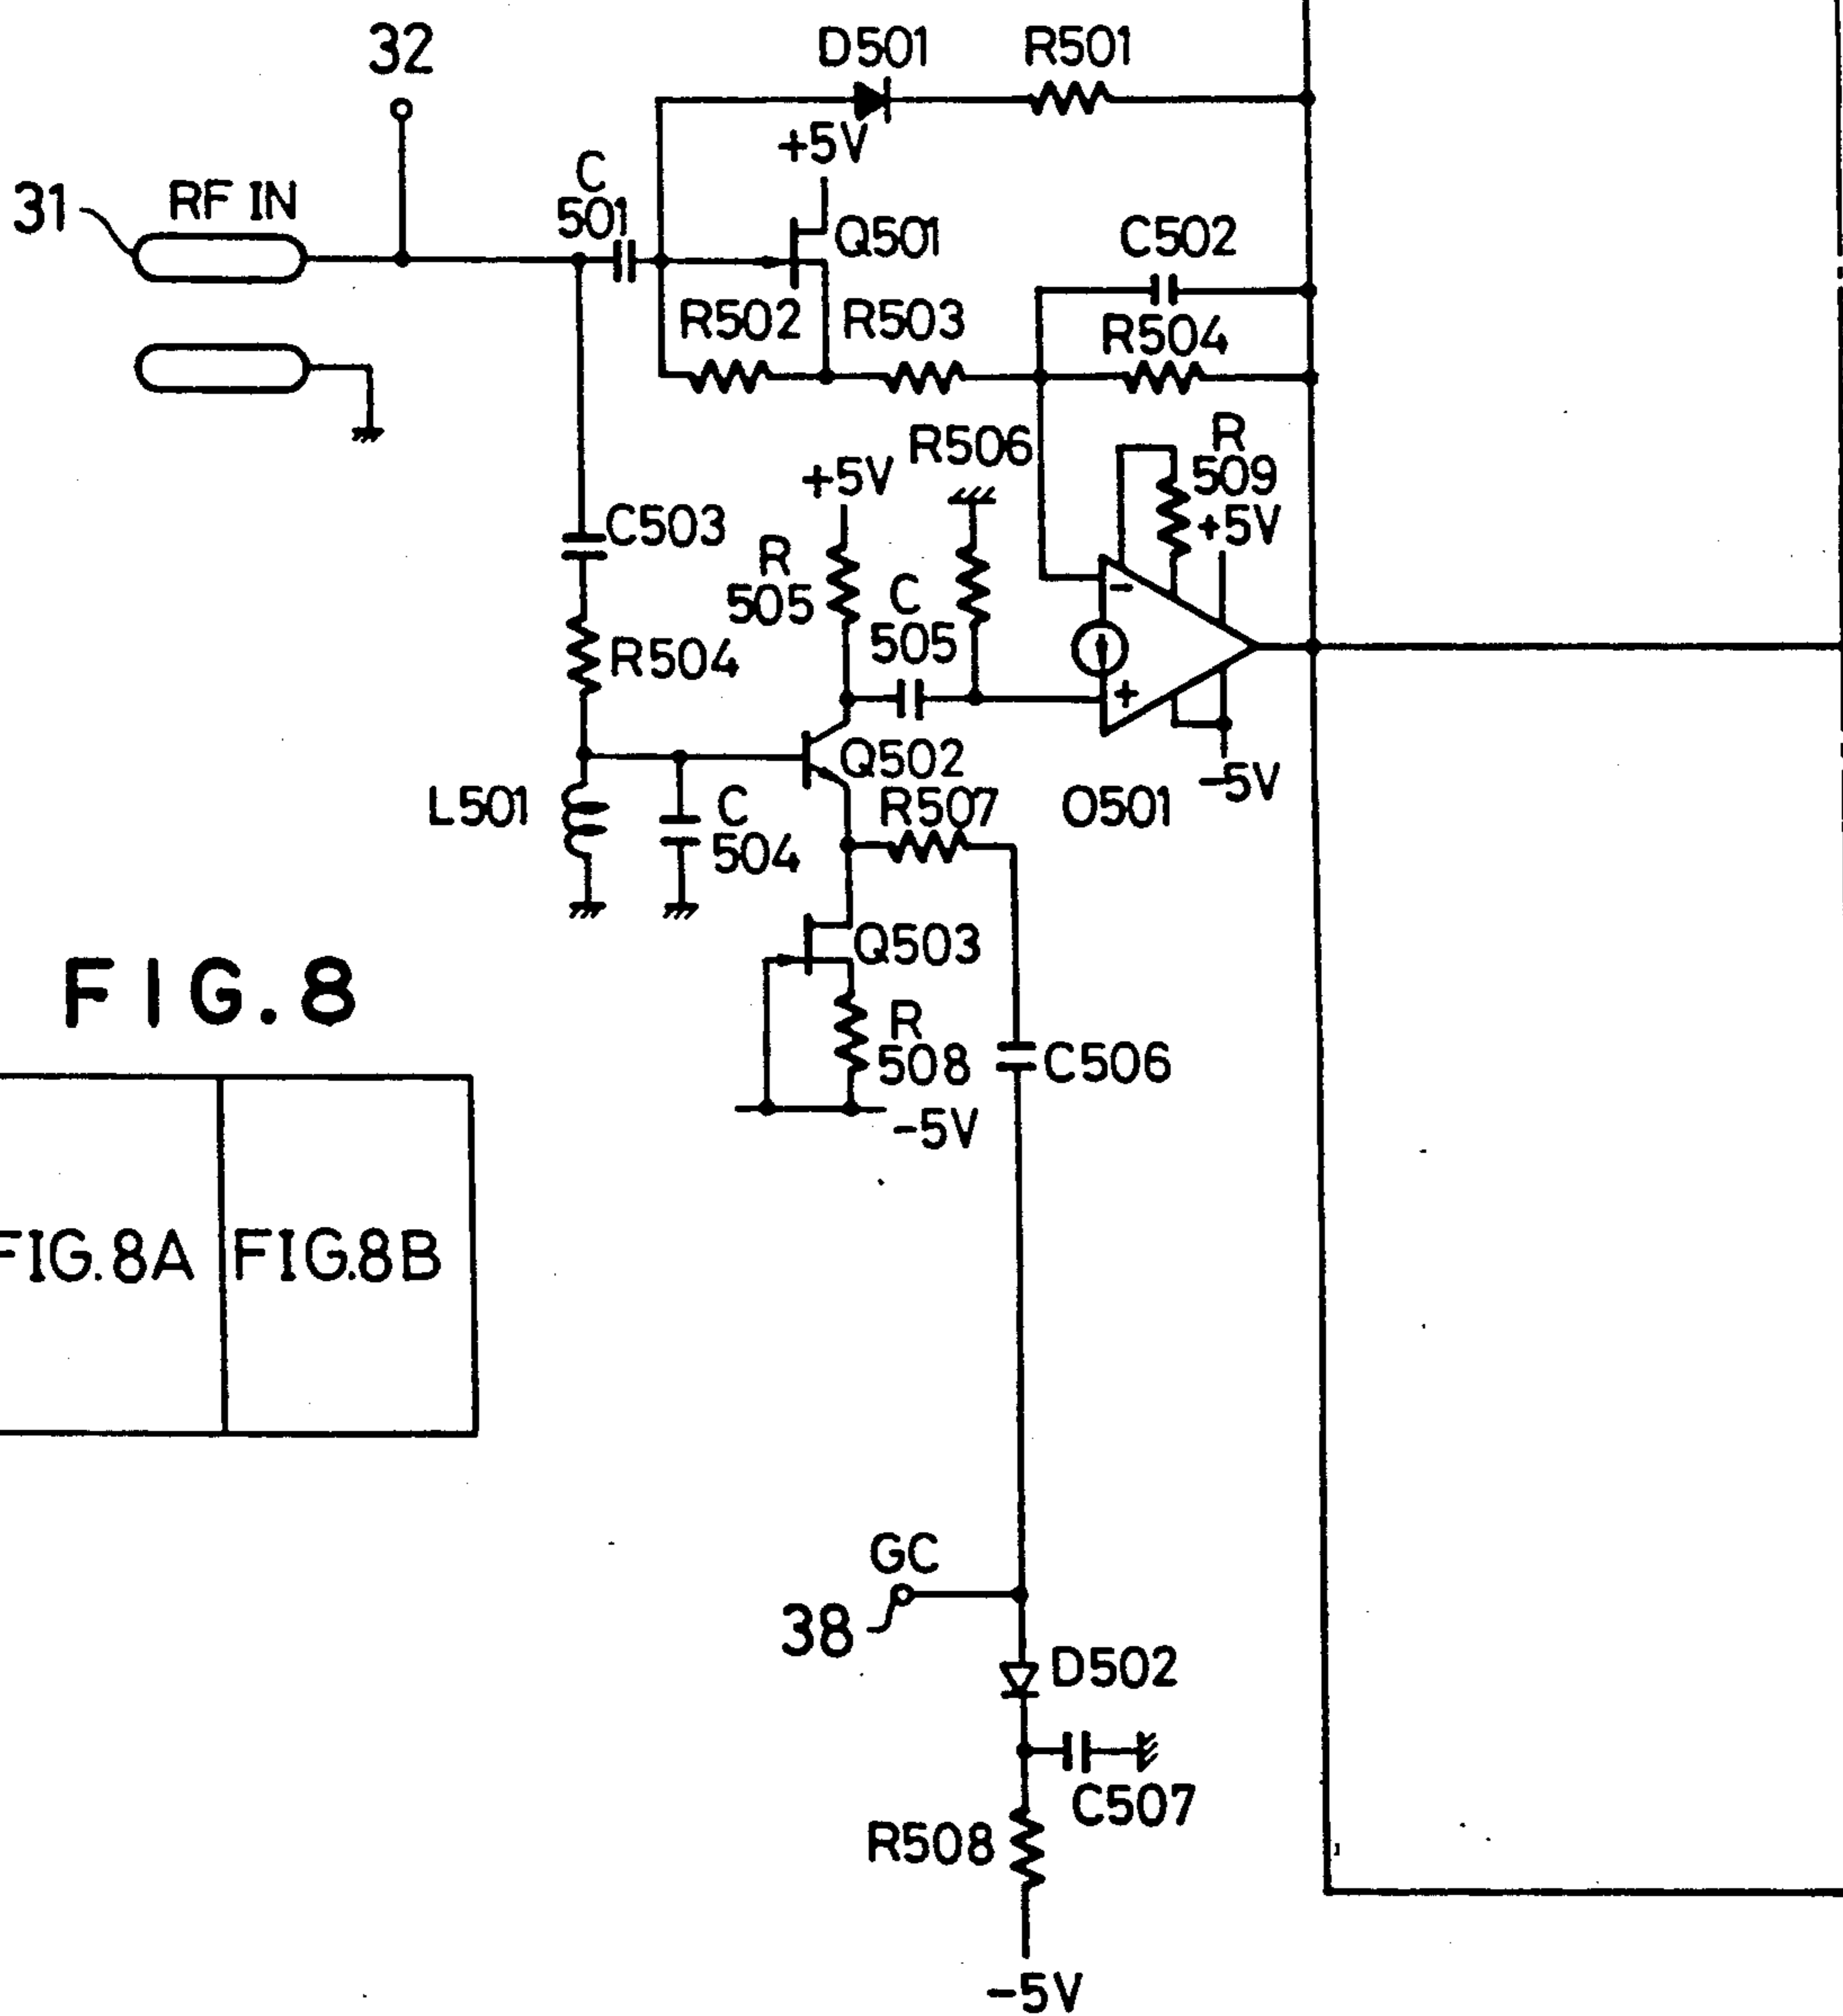 32
D501
R501
+5V
31
RF IN
C
501
Q501
C502
R502
R503
R504
R506
R
509
+5V
+5V
C503
R
505
C
505
-
R504
+
Q502
-5V
L501
C
504
R507
O501
Q503
FIG.8
R
508
C506
-5V
FIG.8A
FIG.8B
GC
38
D502
C507
R508
-5V